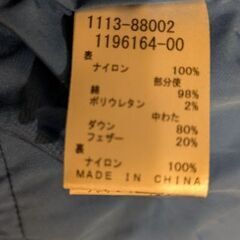 1113-88002
1196164-00
表
ナイロン 100%
部分使
綿 98%
ポリウレタン 2%
中わた
ダウン 80%
フェザー 20%
裏
ナイロン 100%
MADE IN CHINA